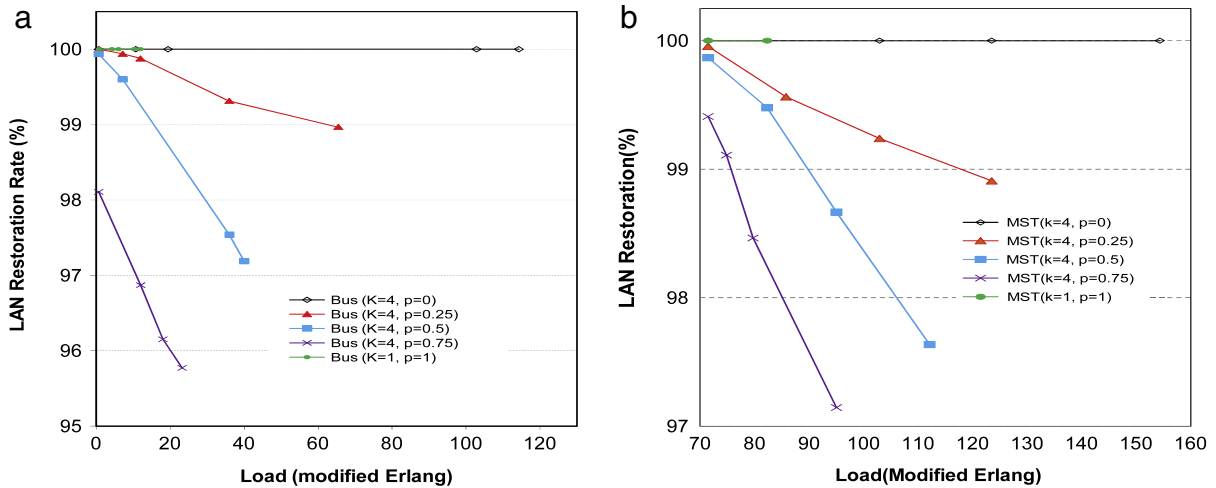 a
LAN Restoration Rate (%)
100
99
98
97
96
95
0
20
40
60
80
100
120
Load (modified Erlang)
Bus (K=4, p=0)
Bus (K=4, p=0.25)
Bus (K=4, p=0.5)
Bus (K=4, p=0.75)
Bus (K=1, p=1)
b
LAN Restoration(%)
100
99
98
97
70
80
90
100
110
120
130
140
150
160
Load(Modified Erlang)
MST(k=4, p=0)
MST(k=4, p=0.25)
MST(k=4, p=0.5)
MST(k=4, p=0.75)
MST(k=1, p=1)